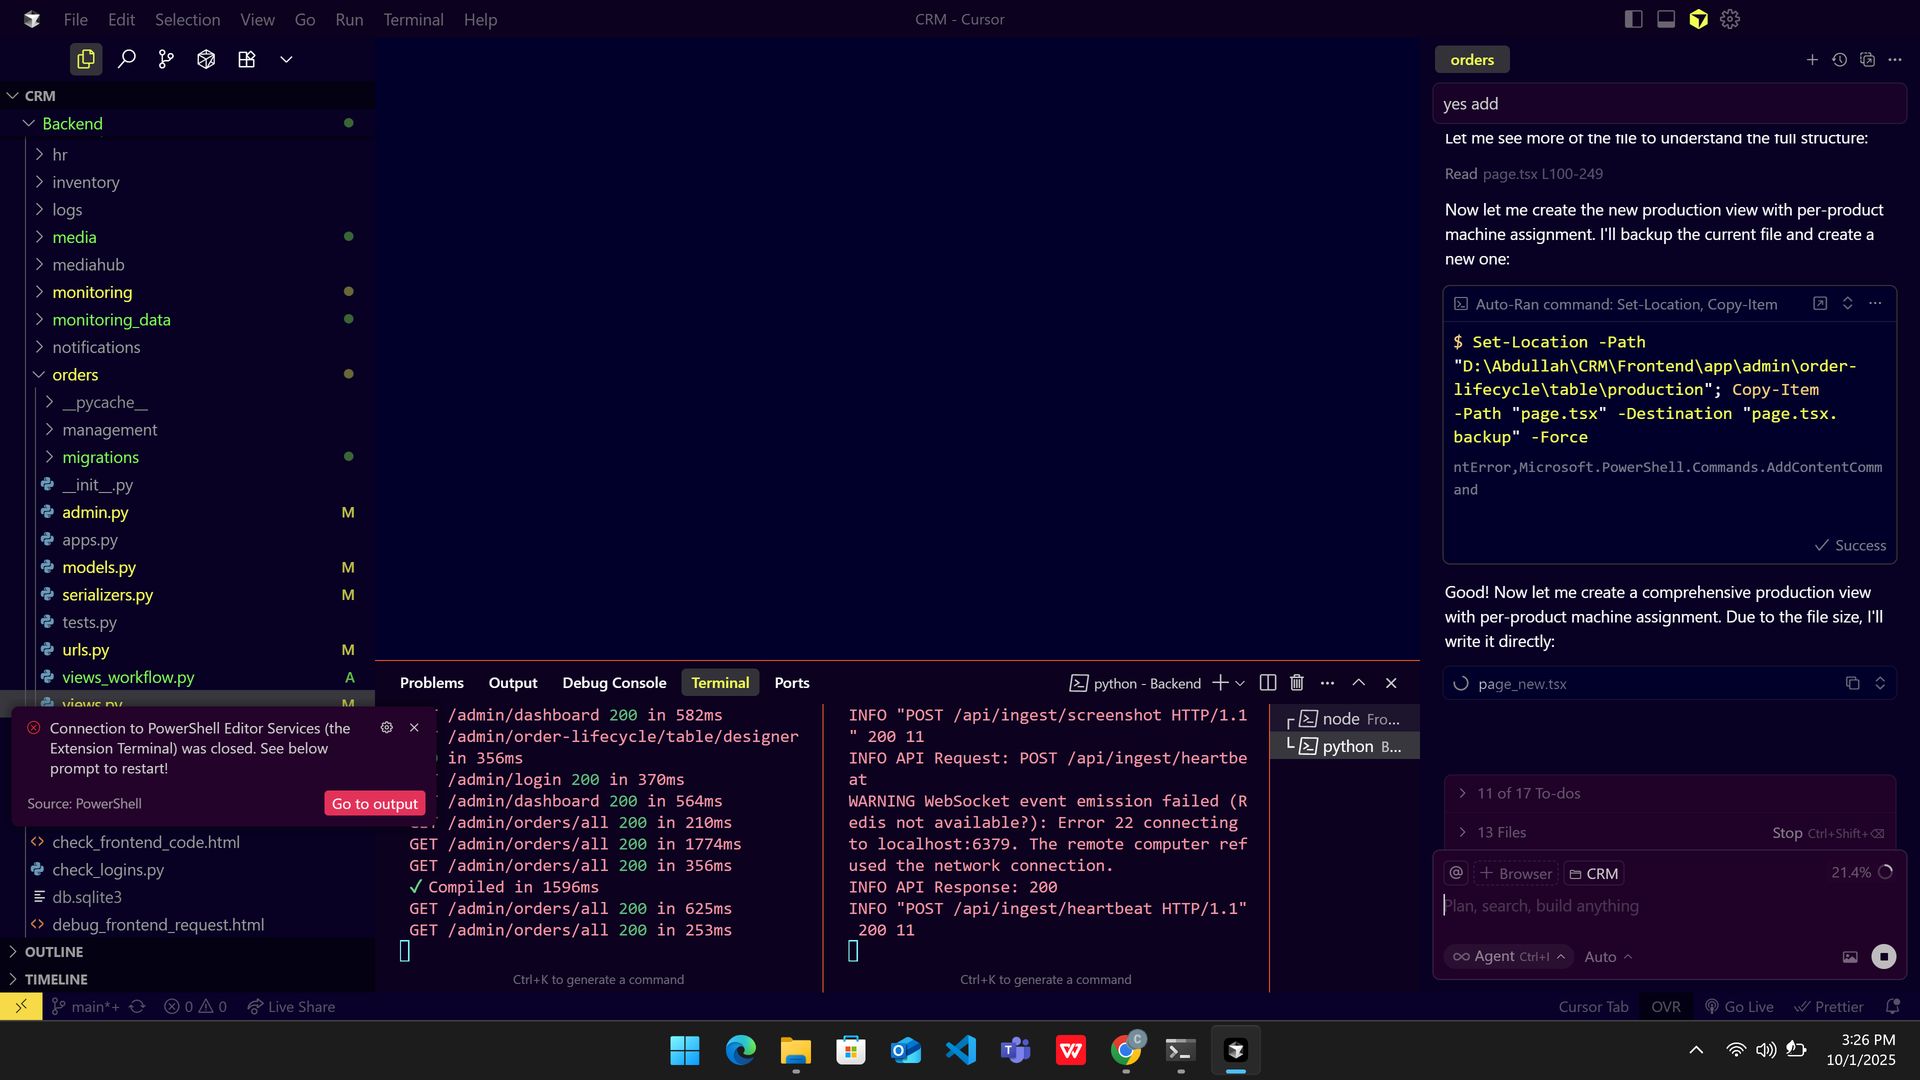 File Edit Selection View Go Run Terminal Help
CRM - Cursor
CRM
Backend
hr
inventory
logs
media
mediahub
monitoring
monitoring_data
notifications
orders
__pycache__
management
migrations
__init__.py
admin.py M
apps.py
models.py M
serializers.py M
tests.py
urls.py M
views_workflow.py A
views.py M
Connection to PowerShell Editor Services (the
Extension Terminal) was closed. See below
prompt to restart!
Source: PowerShell
Go to output
check_frontend_code.html
check_logins.py
db.sqlite3
debug_frontend_request.html
OUTLINE
TIMELINE
Problems Output Debug Console Terminal Ports
python - Backend
/admin/dashboard 200 in 582ms
/admin/order-lifecycle/table/designer
in 356ms
/admin/login 200 in 370ms
/admin/dashboard 200 in 564ms
/admin/orders/all 200 in 210ms
GET /admin/orders/all 200 in 1774ms
GET /admin/orders/all 200 in 356ms
✓ Compiled in 1596ms
GET /admin/orders/all 200 in 625ms
GET /admin/orders/all 200 in 253ms
Ctrl+K to generate a command
INFO "POST /api/ingest/screenshot HTTP/1.1
" 200 11
INFO API Request: POST /api/ingest/heartbe
at
WARNING WebSocket event emission failed (R
edis not available?): Error 22 connecting
to localhost:6379. The remote computer ref
used the network connection.
INFO API Response: 200
INFO "POST /api/ingest/heartbeat HTTP/1.1"
200 11
Ctrl+K to generate a command
node Fro...
python B...
orders
yes add
Let me see more of the file to understand the full structure:
Read page.tsx L100-249
Now let me create the new production view with per-product
machine assignment. I'll backup the current file and create a
new one:
Auto-Ran command: Set-Location, Copy-Item
$ Set-Location -Path
"D:\Abdullah\CRM\Frontend\app\admin\order-
lifecycle\table\production"; Copy-Item
-Path "page.tsx" -Destination "page.tsx.
backup" -Force
ntError,Microsoft.PowerShell.Commands.AddContentComm
and
Success
Good! Now let me create a comprehensive production view
with per-product machine assignment. Due to the file size, I'll
write it directly:
page_new.tsx
11 of 17 To-dos
13 Files
Stop Ctrl+Shift+⌫
@ Browser CRM 21.4%
Plan, search, build anything
Agent Ctrl+I Auto
main*+ 0 0 Live Share
Cursor Tab OVR Go Live Prettier
3:26 PM
10/1/2025